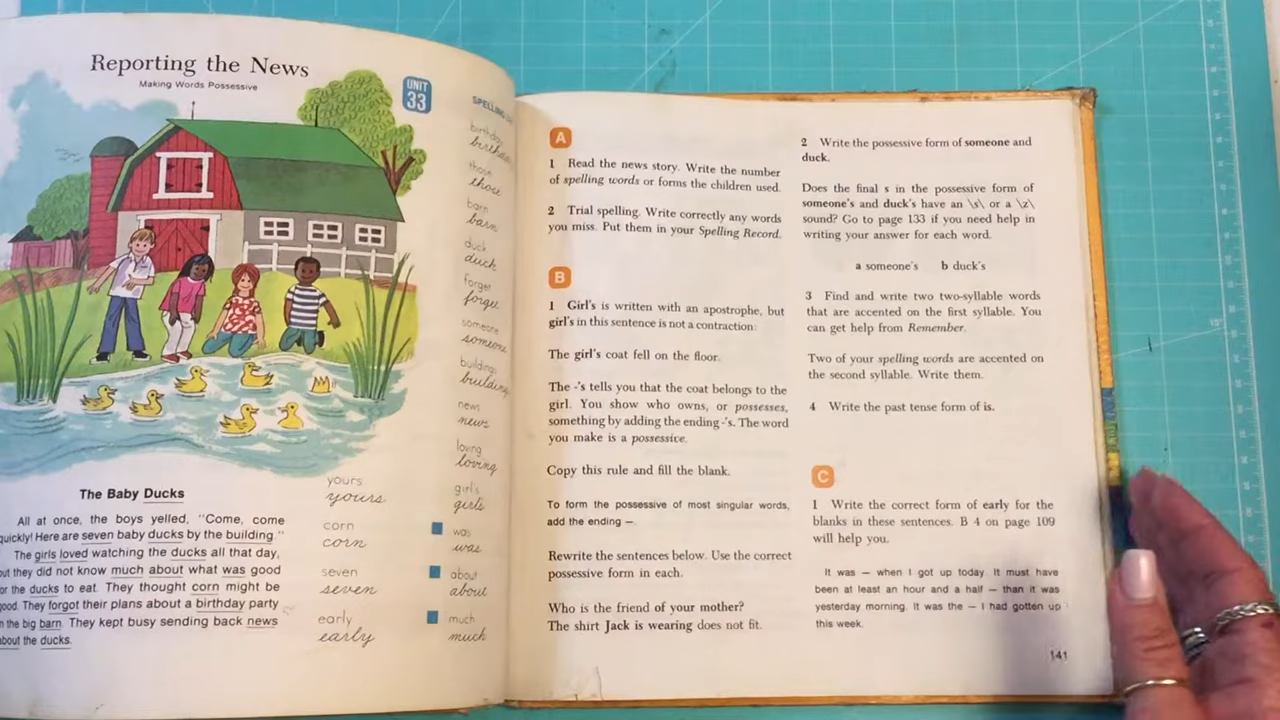 Reporting the News
Making Words Possessive
UNIT
33
The Baby Ducks
All at once, the boys yelled, "Come, come
quickly! Here are seven baby ducks by the building."
The girls loved watching the ducks all that day,
but they did not know much about what was good
for the ducks to eat. They thought corn might be
good. They forgot their plans about a birthday party
in the big barn. They kept busy sending back news
about the ducks.
yours
yours
corn
corn
seven
seven
early
early
SPELLING
birthday
birthday
those
those
barn
barn
duck
duck
forget
forget
someone
someone
buildings
buildings
news
news
loving
loving
girl's
girl's
was
was
about
about
much
much
A
1 Read the news story. Write the number
of spelling words or forms the children used.
2 Trial spelling. Write correctly any words
you miss. Put them in your Spelling Record.
B
1 Girl's is written with an apostrophe, but
girl's in this sentence is not a contraction:
The girl's coat fell on the floor.
The -'s tells you that the coat belongs to the
girl. You show who owns, or possesses,
something by adding the ending -'s. The word
you make is a possessive.
Copy this rule and fill the blank.
To form the possessive of most singular words,
add the ending —.
Rewrite the sentences below. Use the correct
possessive form in each.
Who is the friend of your mother?
The shirt Jack is wearing does not fit.
2 Write the possessive form of someone and
duck.
Does the final s in the possessive form of
someone's and duck's have an \s\ or a \z\
sound? Go to page 133 if you need help in
writing your answer for each word.
a someone's b duck's
3 Find and write two two-syllable words
that are accented on the first syllable. You
can get help from Remember.
Two of your spelling words are accented on
the second syllable. Write them.
4 Write the past tense form of is.
C
1 Write the correct form of early for the
blanks in these sentences. B 4 on page 109
will help you.
It was — when I got up today. It must have
been at least an hour and a half — than it was
yesterday morning. It was the — I had gotten up
this week.
141